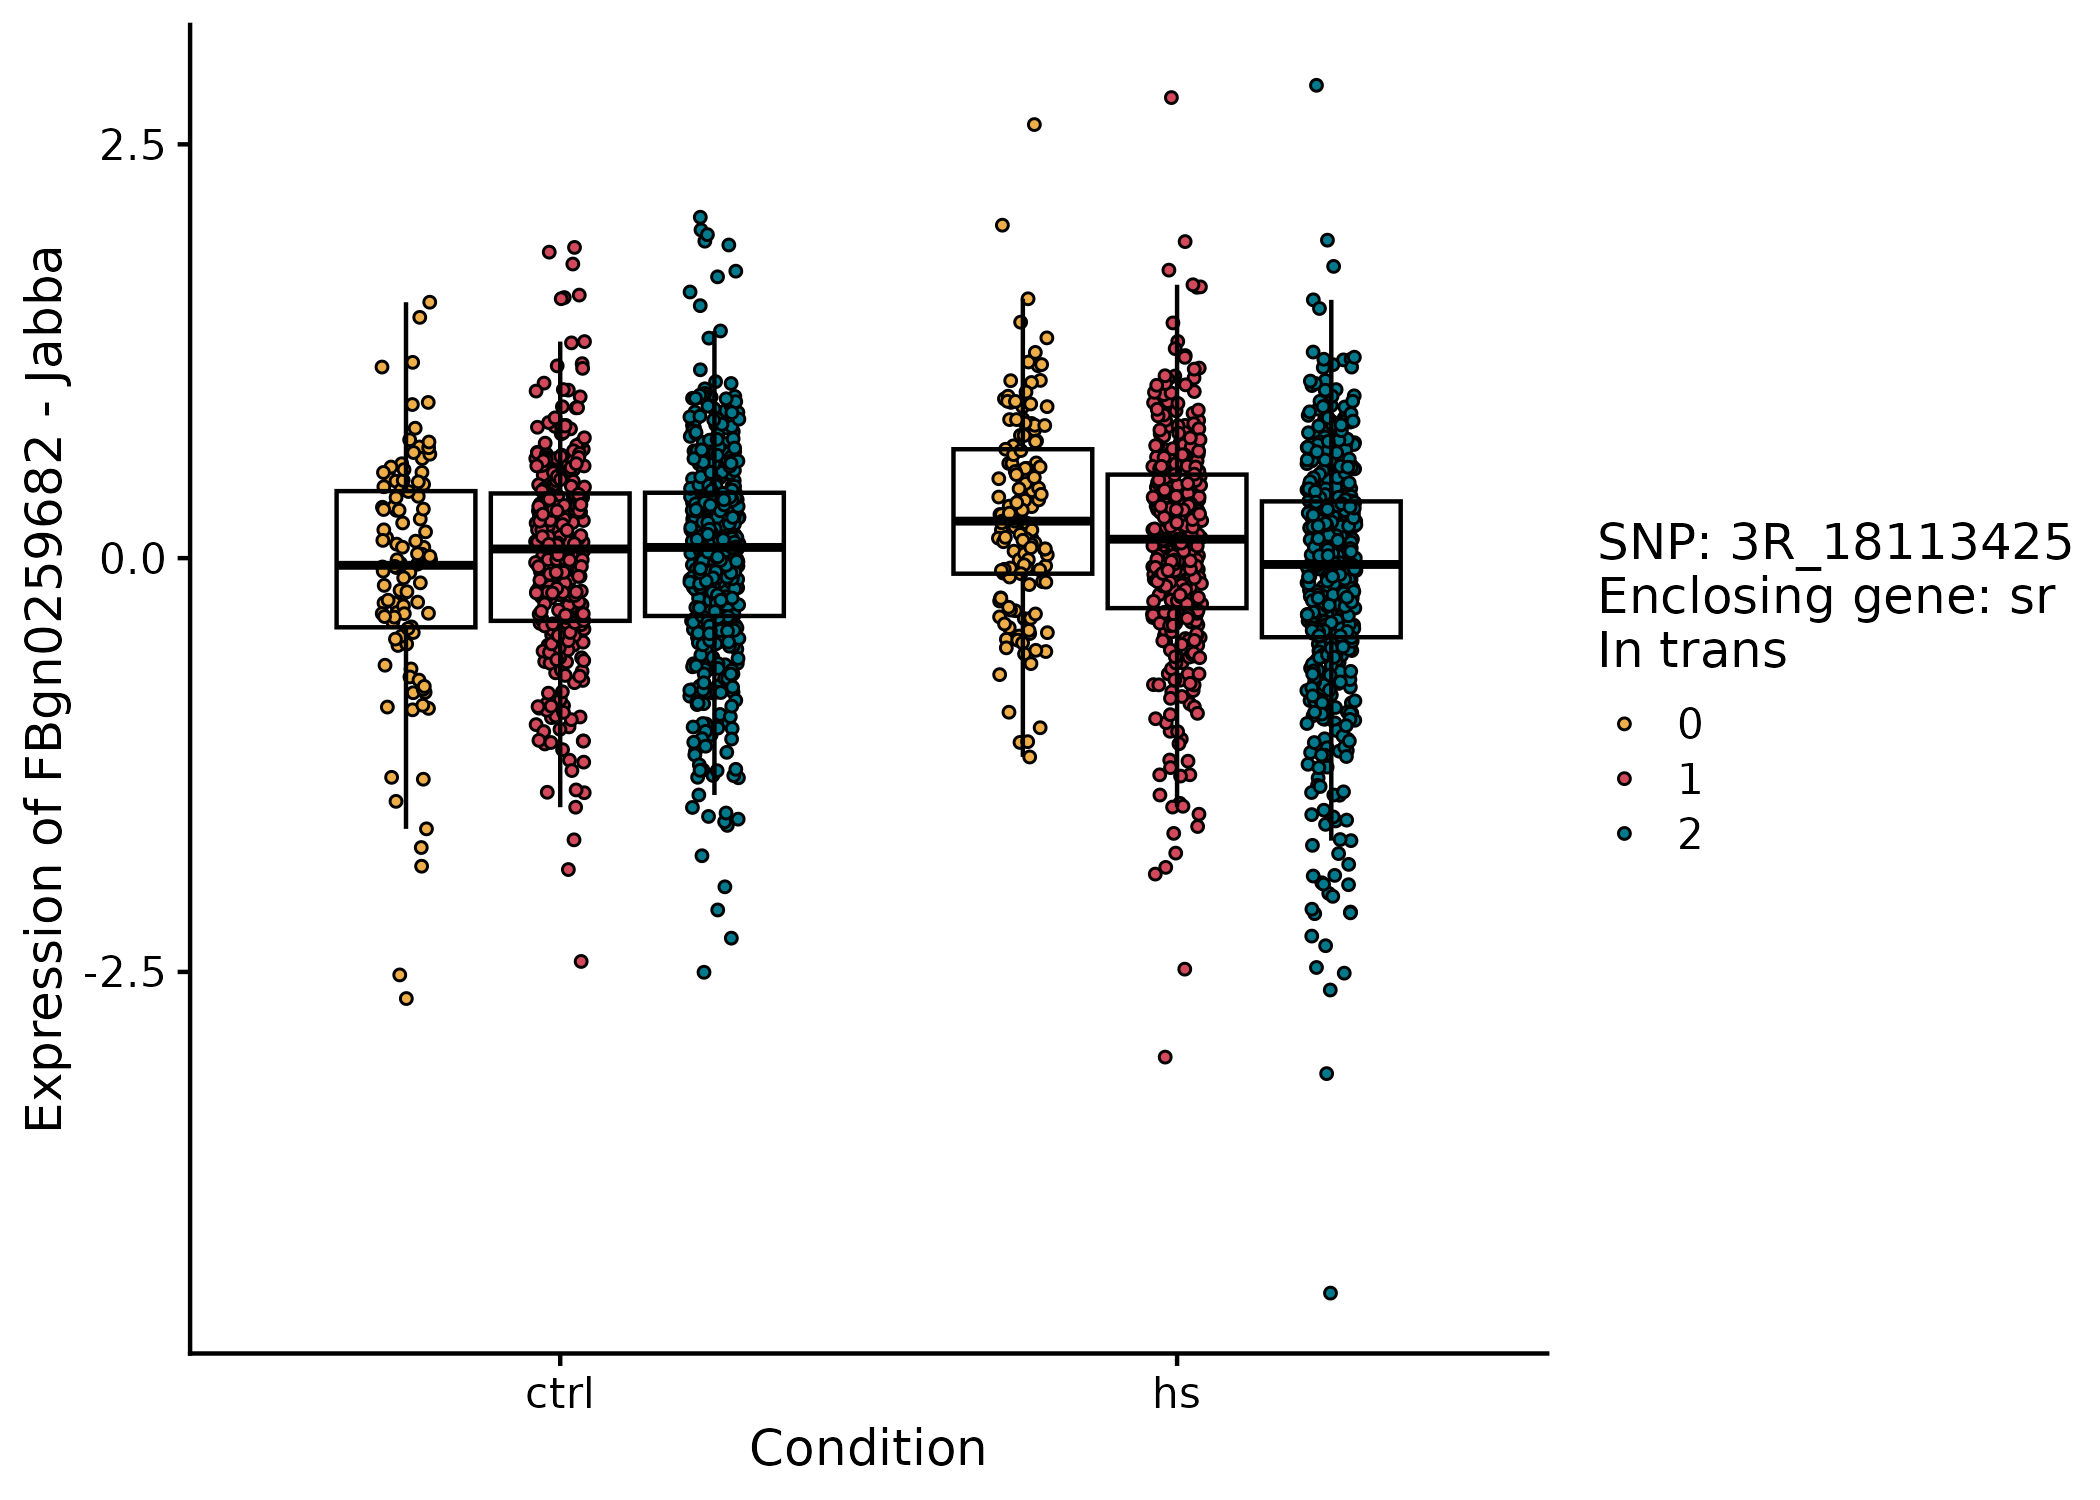 Expression of FBgn0259682 - Jabba
2.5
0.0
-2.5
ctrl
hs
Condition
SNP: 3R_18113425
Enclosing gene: sr
In trans
0
1
2